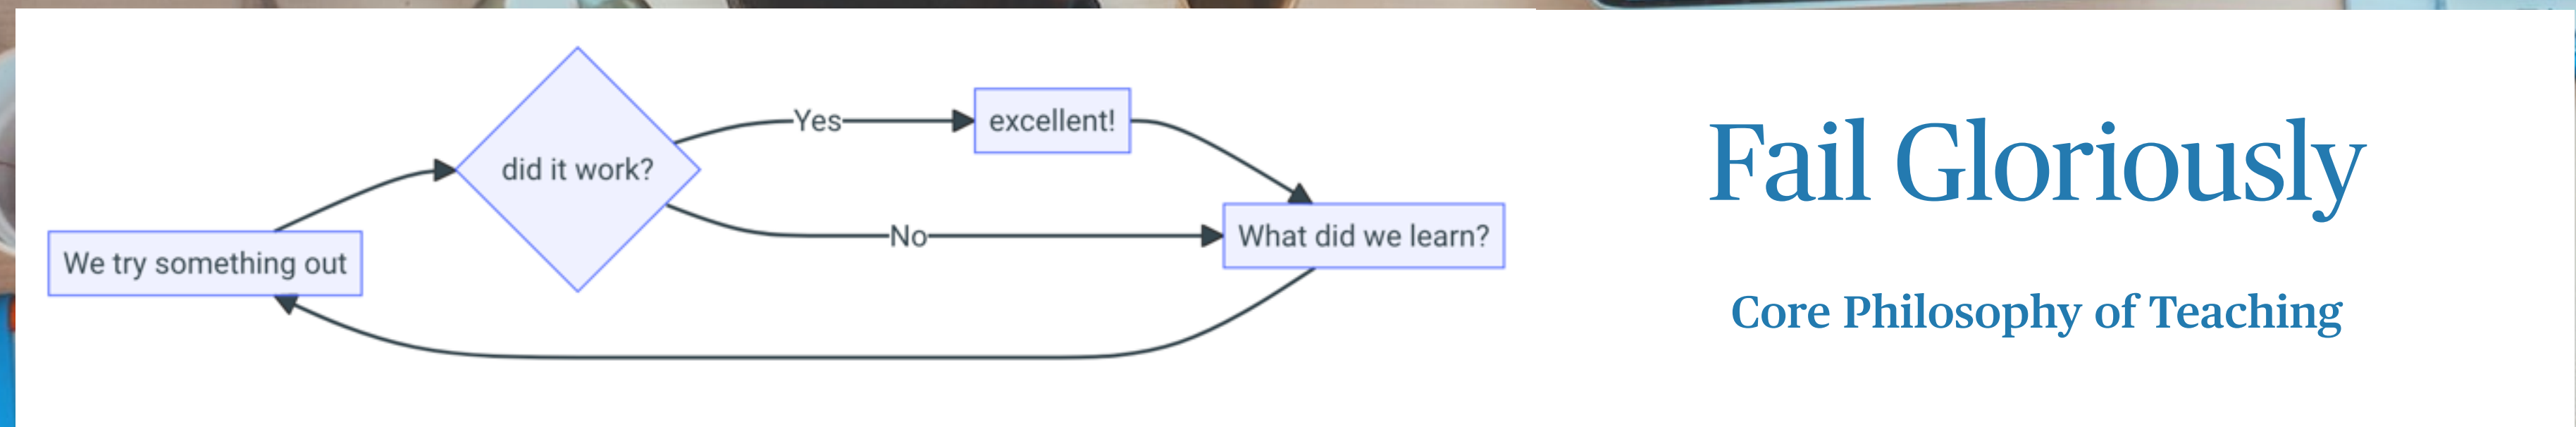 We try something out
did it work?
Yes
excellent!
No
What did we learn?
Fail Gloriously
Core Philosophy of Teaching